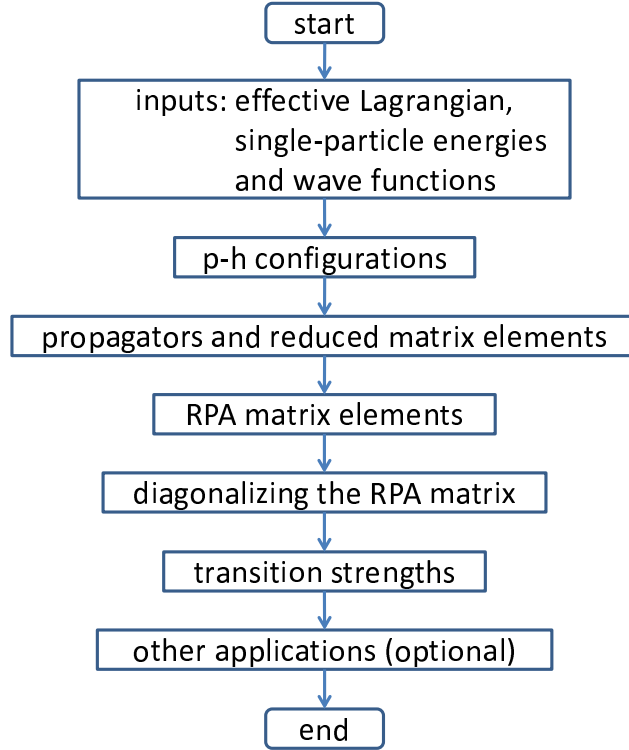 start
inputs: effective Lagrangian,
single-particle energies
and wave functions
p-h configurations
propagators and reduced matrix elements
RPA matrix elements
diagonalizing the RPA matrix
transition strengths
other applications (optional)
end